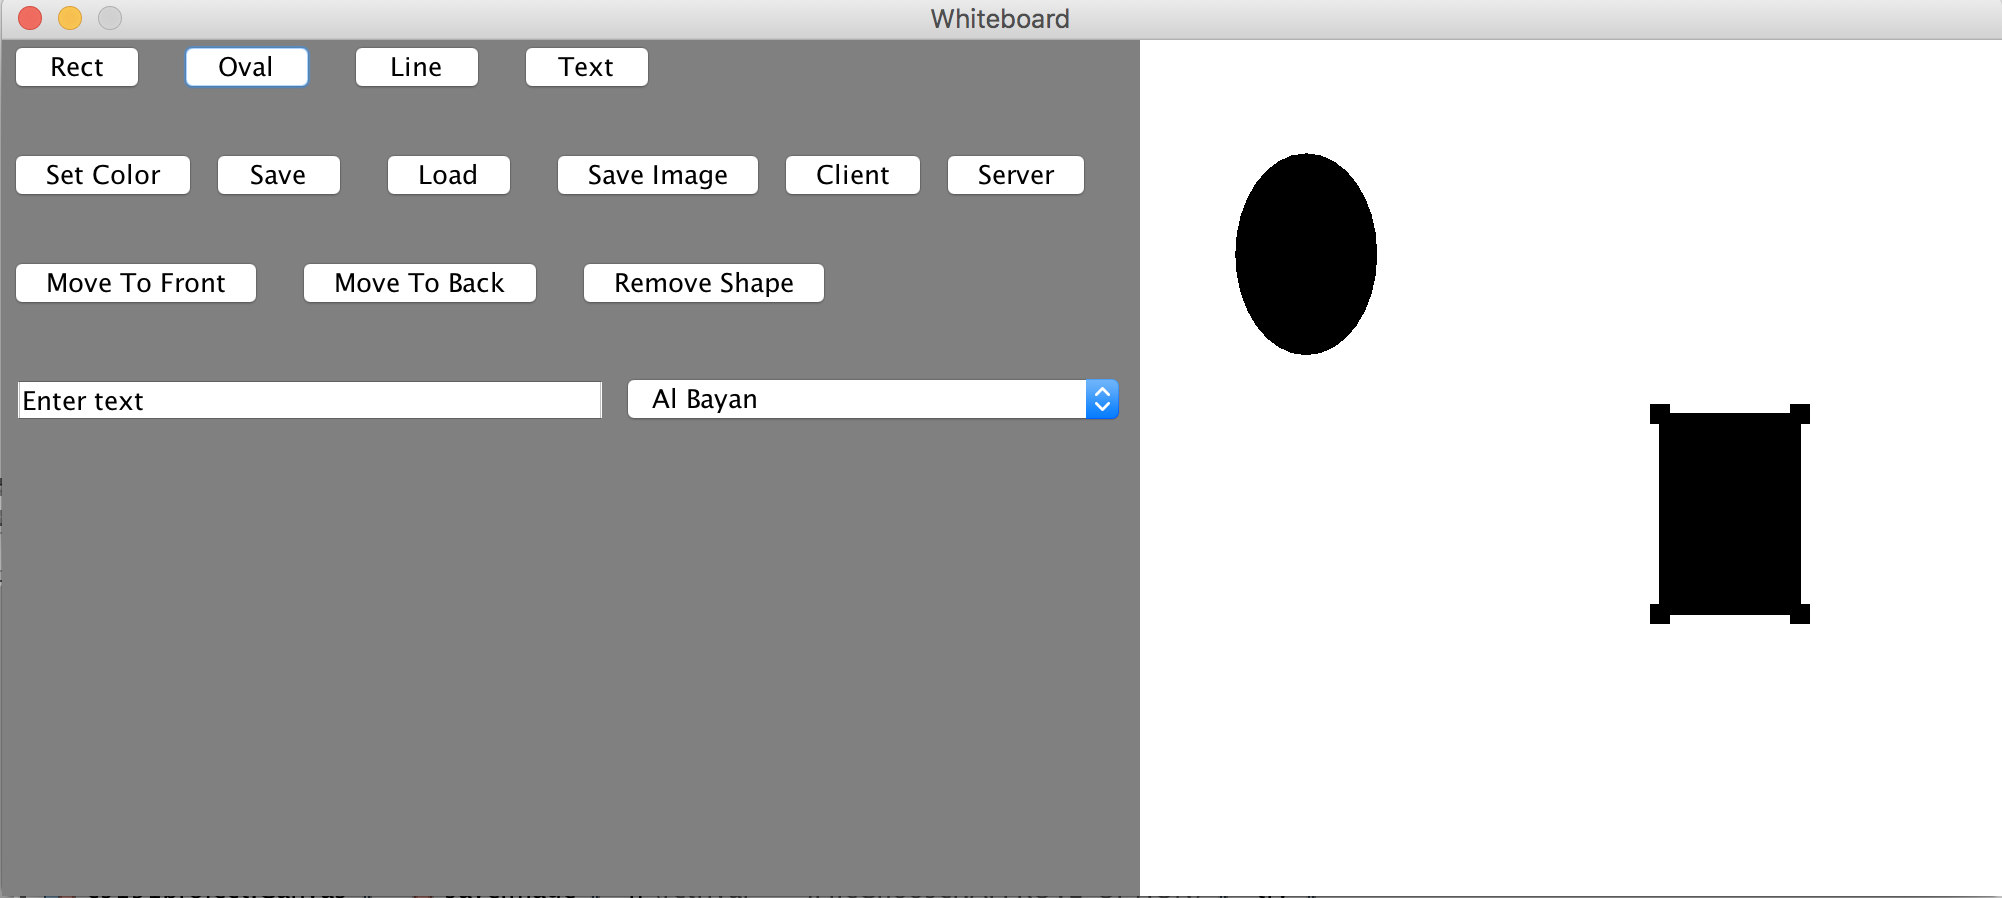 Whiteboard
Rect Oval Line Text
Set Color Save Load Save Image Client Server
Move To Front Move To Back Remove Shape
Enter text Al Bayan